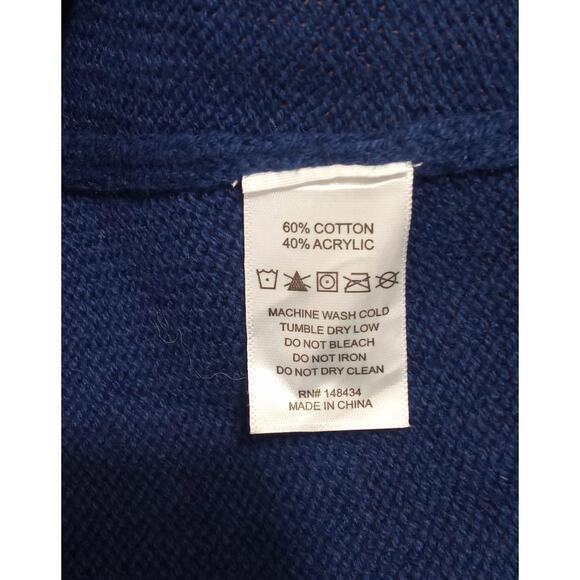 60% COTTON
40% ACRYLIC
MACHINE WASH COLD
TUMBLE DRY LOW
DO NOT BLEACH
DO NOT IRON
DO NOT DRY CLEAN
RN# 148434
MADE IN CHINA